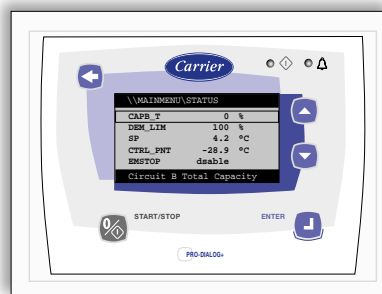 Carrier
\\MAINMENU\STATUS
CAPB_T 0 %
DEM_LIM 100 %
SP 4.2 °C
CTRL_PNT -28.9 °C
EMSTOP dsable
Circuit B Total Capacity
START/STOP
ENTER
PRO-DIALOG+